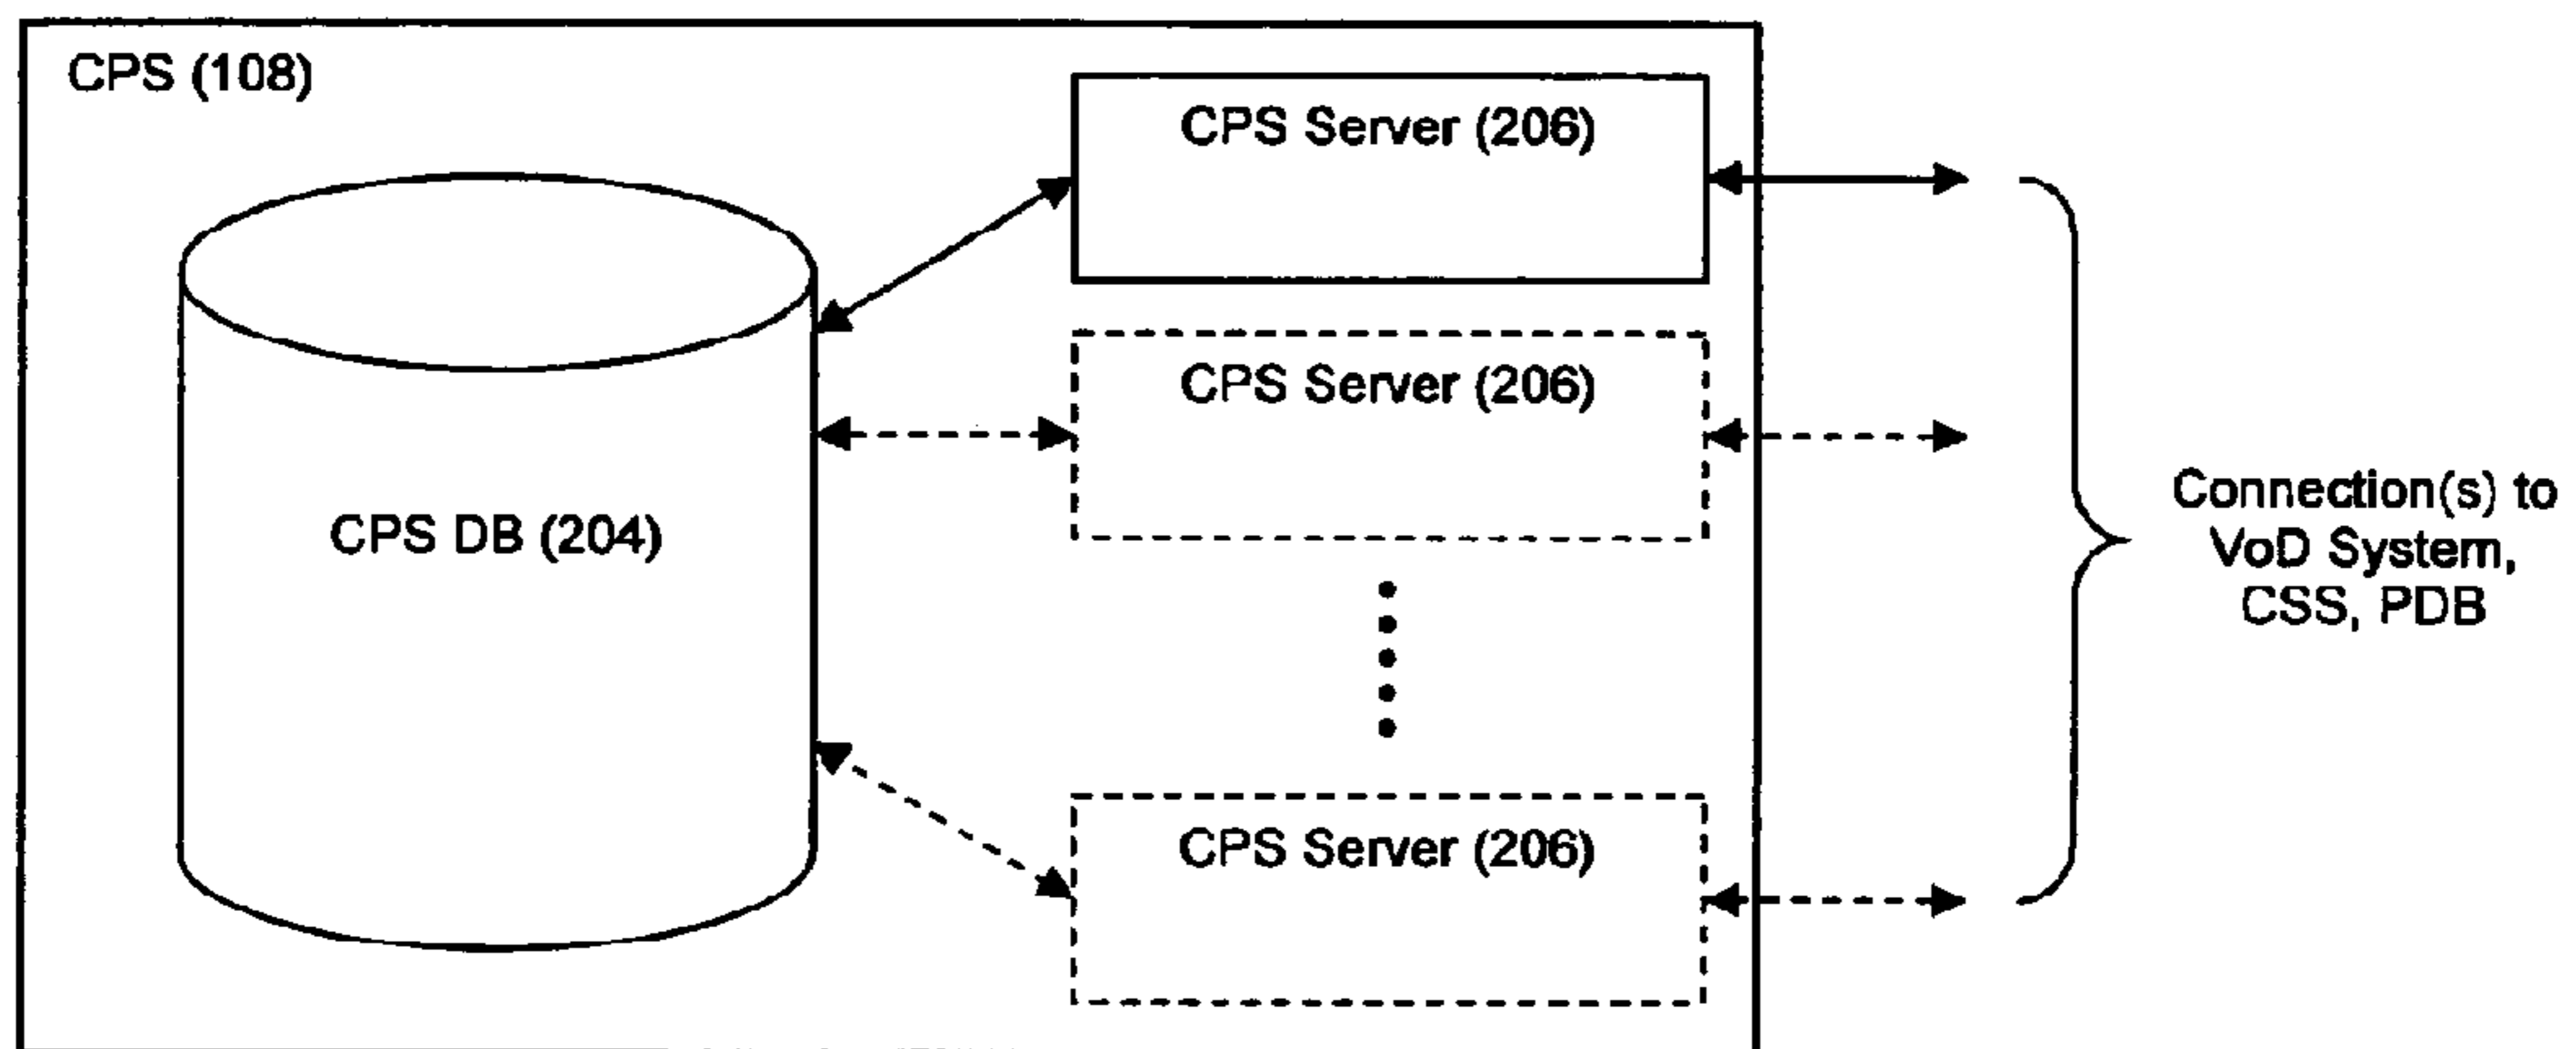 CPS (108)
CPS Server (206)
CPS Server (206)
CPS DB (204)
Connection(s) to
VoD System,
CSS, PDB
CPS Server (206)